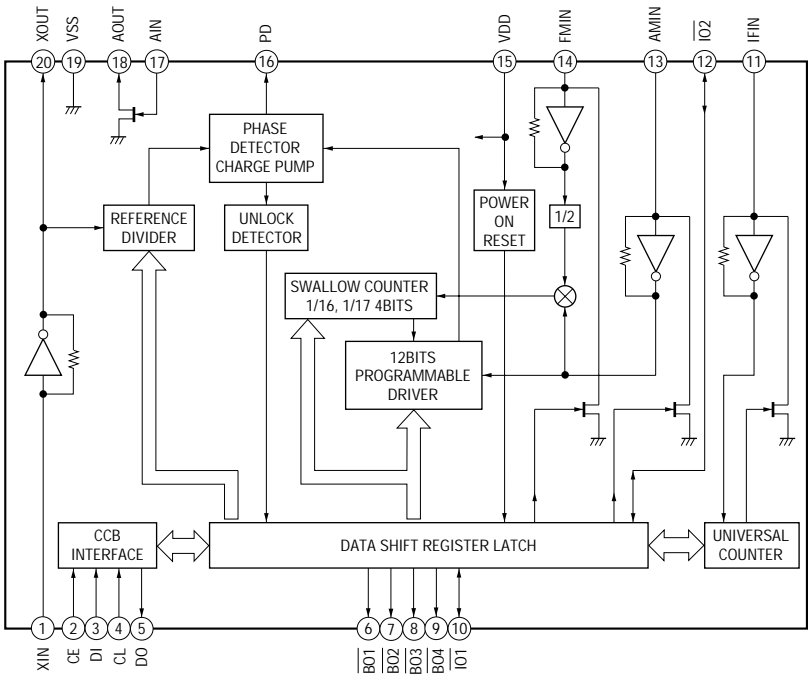 XOUT
VSS
AOUT
AIN
PD
VDD
FMIN
AMIN
IO2
IFIN
20
19
18
17
16
15
14
13
12
11
PHASE
DETECTOR
CHARGE PUMP
REFERENCE
DIVIDER
UNLOCK
DETECTOR
POWER
ON
RESET
1/2
SWALLOW COUNTER
1/16, 1/17 4BITS
12BITS
PROGRAMMABLE
DRIVER
CCB
INTERFACE
DATA SHIFT REGISTER LATCH
UNIVERSAL
COUNTER
1
2
3
4
5
6
7
8
9
10
XIN
CE
DI
CL
DO
BO1
BO2
BO3
BO4
IO1